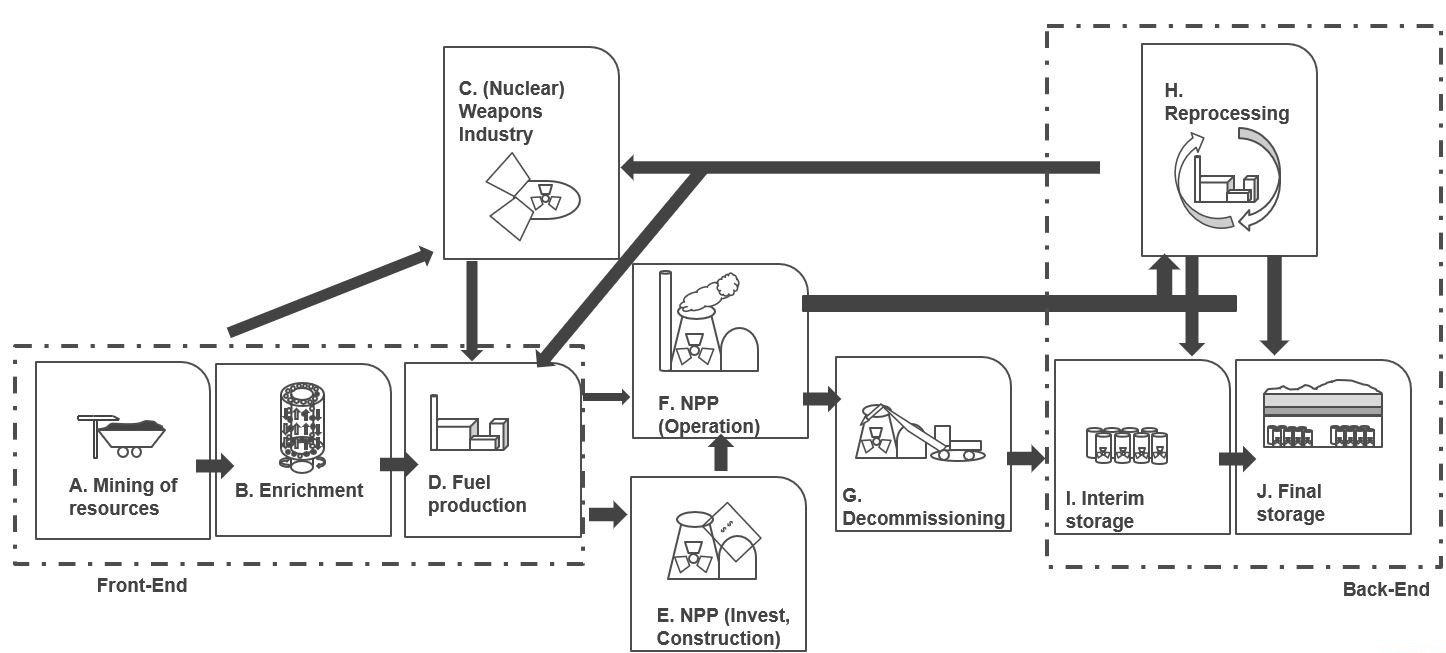 C. (Nuclear)
Weapons
Industry
H.
Reprocessing
A. Mining of
resources
B. Enrichment
D. Fuel
production
F. NPP
(Operation)
G.
Decommissioning
I. Interim
storage
J. Final
storage
$ $
E. NPP (Invest,
Construction)
Front-End
Back-End